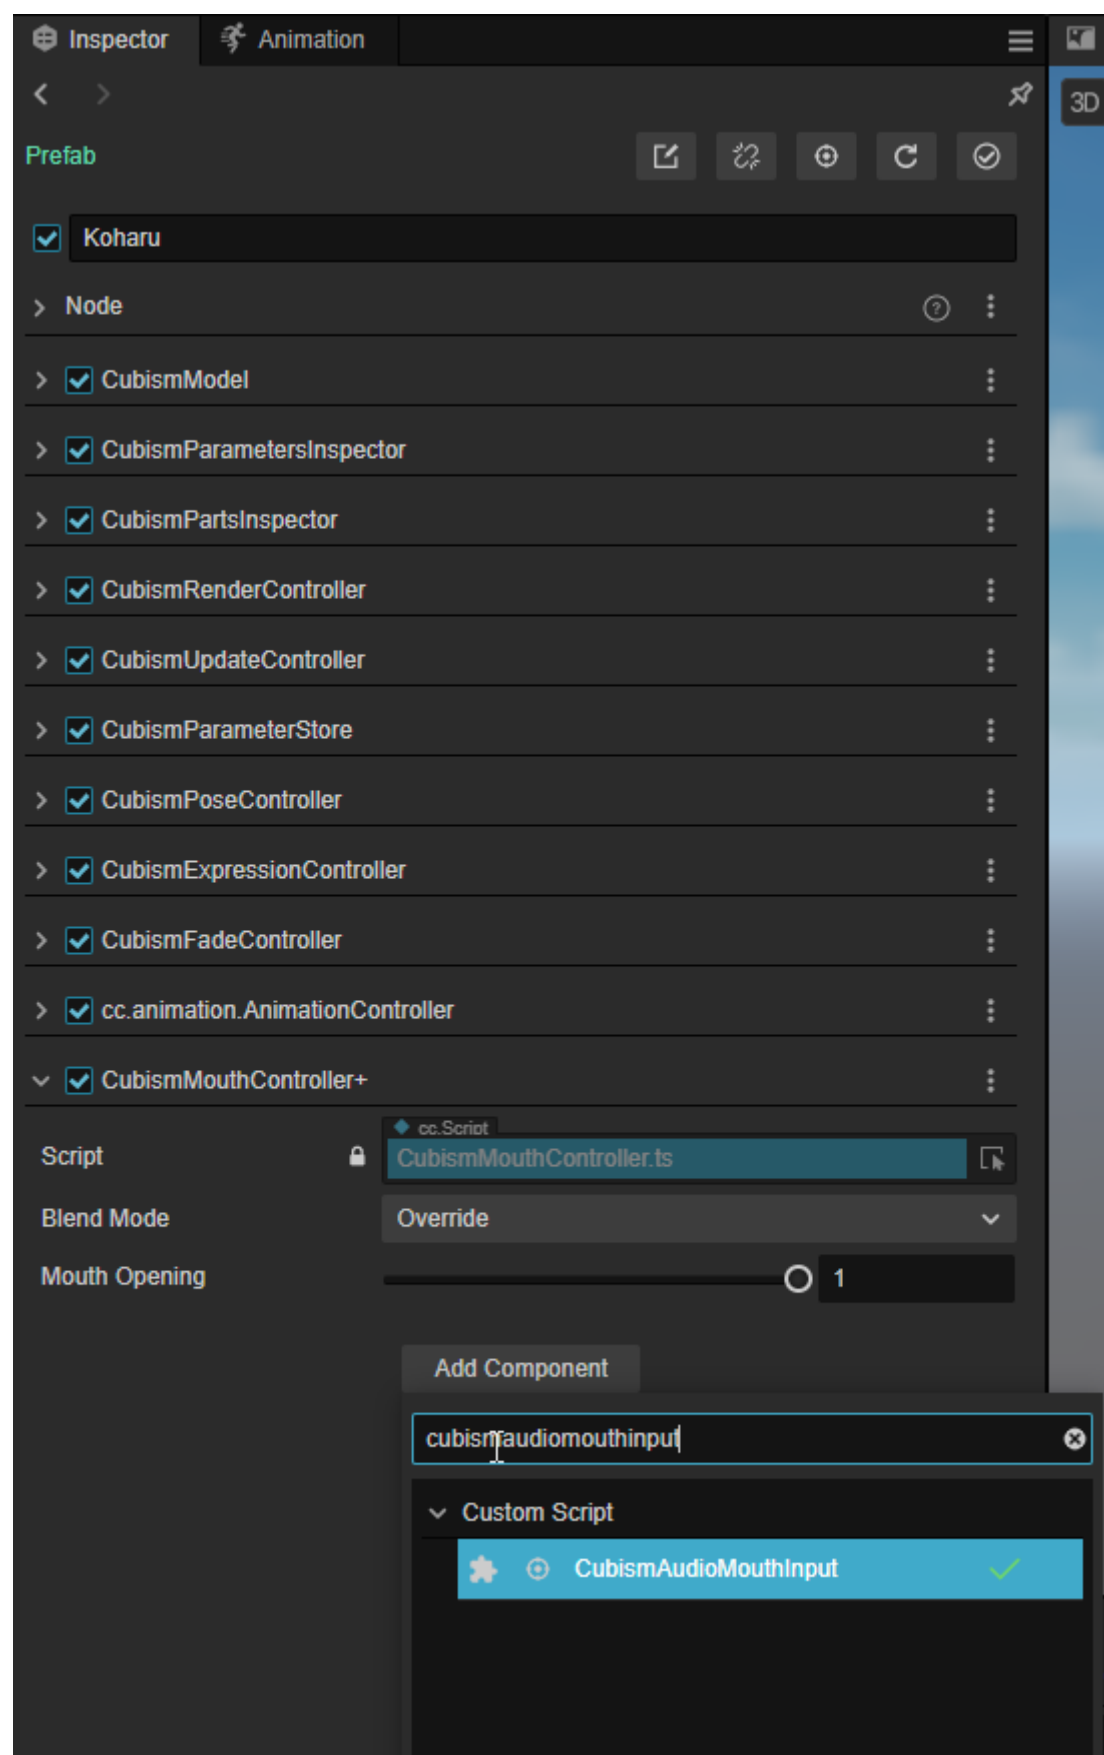 Inspector
Animation
3D
Prefab
Koharu
Node
CubismModel
CubismParametersInspector
CubismPartsInspector
CubismRenderController
CubismUpdateController
CubismParameterStore
CubismPoseController
CubismExpressionController
CubismFadeController
cc.animation.AnimationController
CubismMouthController+
cc.Script
Script
CubismMouthController.ts
Blend Mode
Override
Mouth Opening
1
Add Component
cubismaudiomouthinput
Custom Script
CubismAudioMouthInput